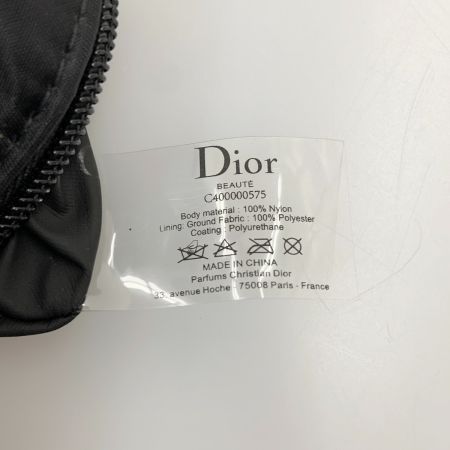 Dior
BEAUTÉ
C400000575
Body material : 100% Nylon
Lining: Ground Fabric : 100% Polyester
Coating : Polyurethane
MADE IN CHINA
Parfums Christian Dior
33, avenue Hoche - 75008 Paris - France